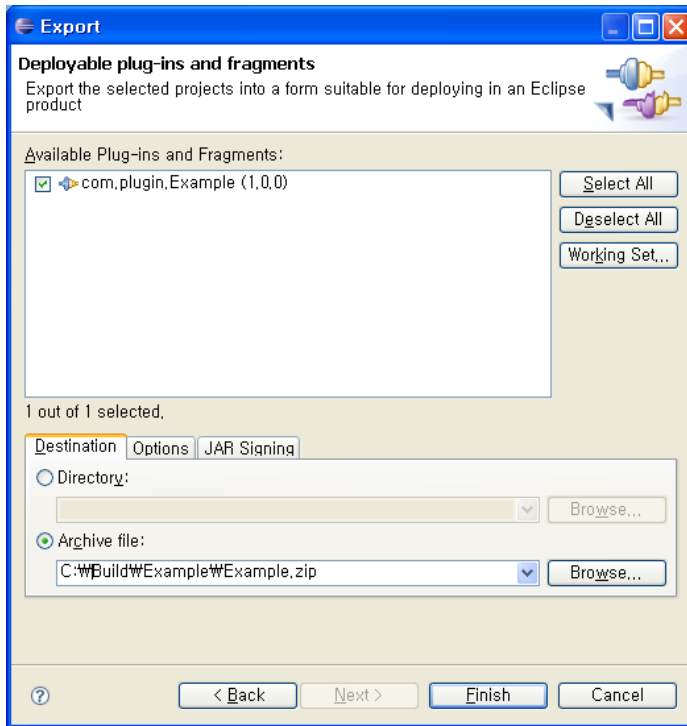 Export
Deployable plug-ins and fragments
Export the selected projects into a form suitable for deploying in an Eclipse
product
Available Plug-ins and Fragments:
com.plugin.Example (1.0.0)
Select All
Deselect All
Working Set...
1 out of 1 selected.
Destination Options JAR Signing
Directory:
Browse...
Archive file:
C:₩Build₩Example₩Example.zip
Browse...
? < Back Next > Finish Cancel